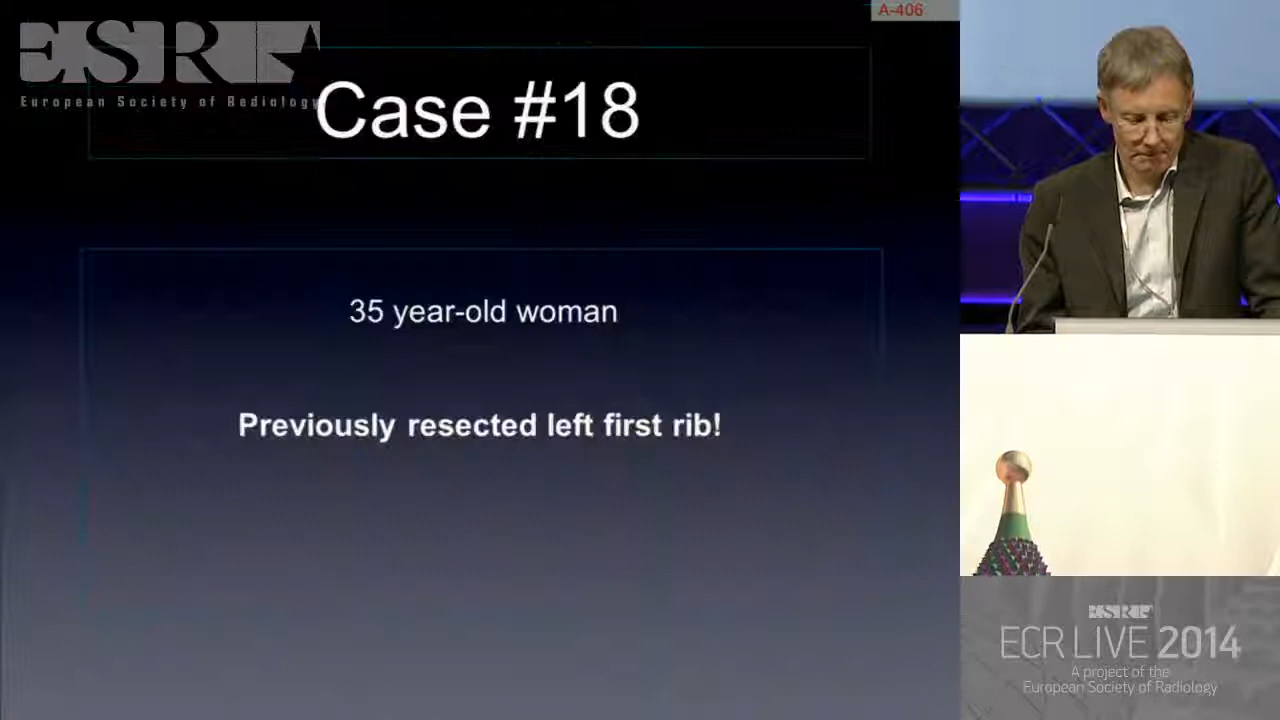 A-406
ESR
European Society of Radiology
Case #18
35 year-old woman
Previously resected left first rib!
ESR
ECR LIVE 2014
A project of the
European Society of Radiology